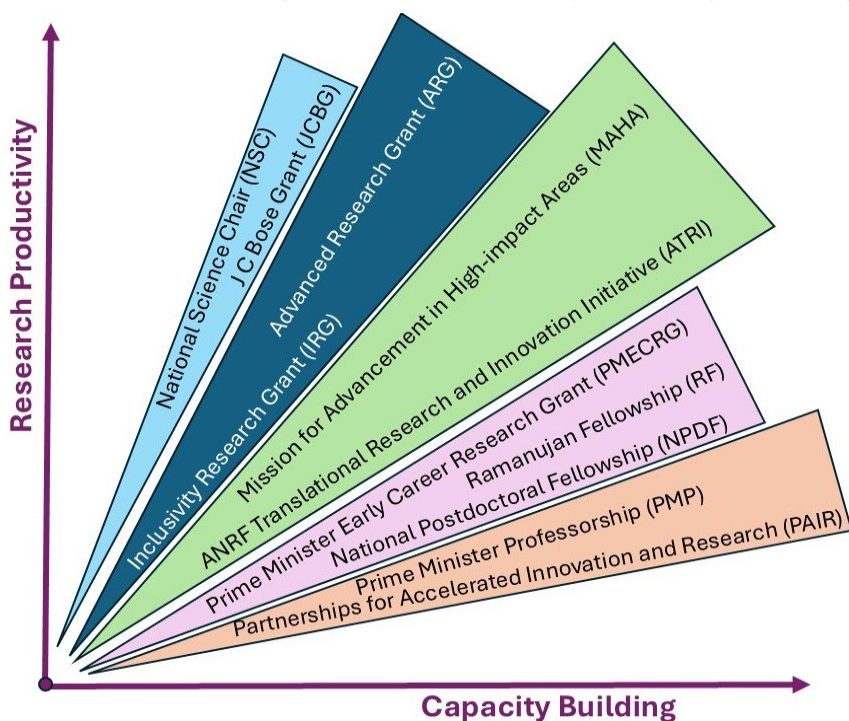 Research Productivity
National Science Chair (NSC)
J C Bose Grant (JCBG)
Advanced Research Grant (ARG)
Inclusivity Research Grant (IRG)
Mission for Advancement in High-impact Areas (MAHA)
ANRF Translational Research and Innovation Initiative (ATRI)
Prime Minister Early Career Research Grant (PMECRG)
Ramanujan Fellowship (RF)
National Postdoctoral Fellowship (NPDF)
Prime Minister Professorship (PMP)
Partnerships for Accelerated Innovation and Research (PAIR)
Capacity Building